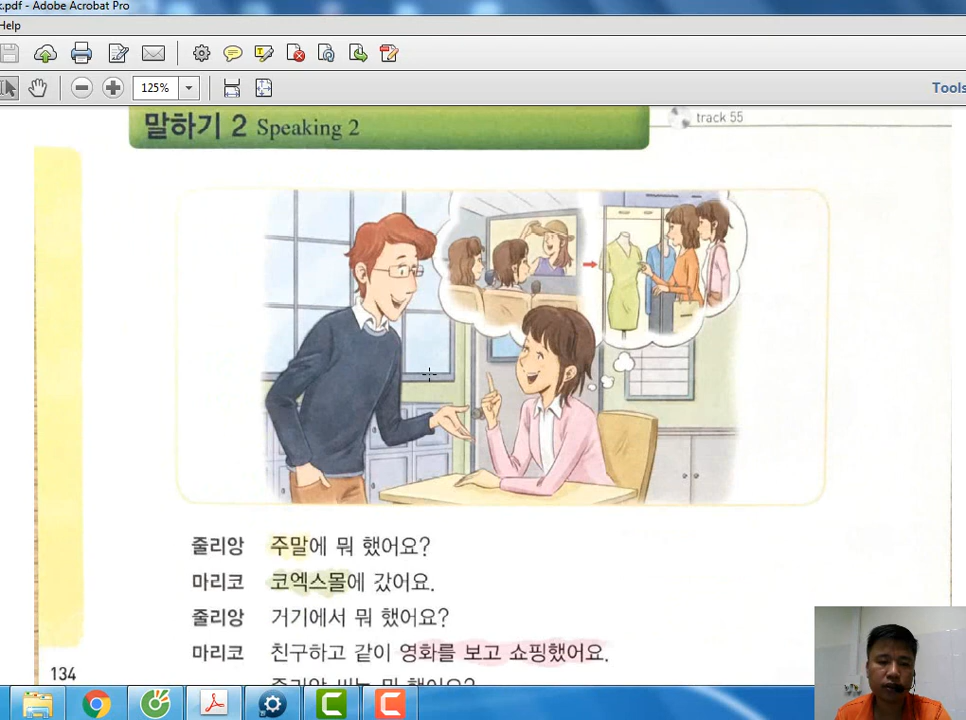 k.pdf - Adobe Acrobat Pro
Help
125%
Tools
말하기 2 Speaking 2
track 55
줄리앙 주말에 뭐 했어요?
마리코 코엑스몰에 갔어요.
줄리앙 거기에서 뭐 했어요?
마리코 친구하고 같이 영화를 보고 쇼핑했어요.
134